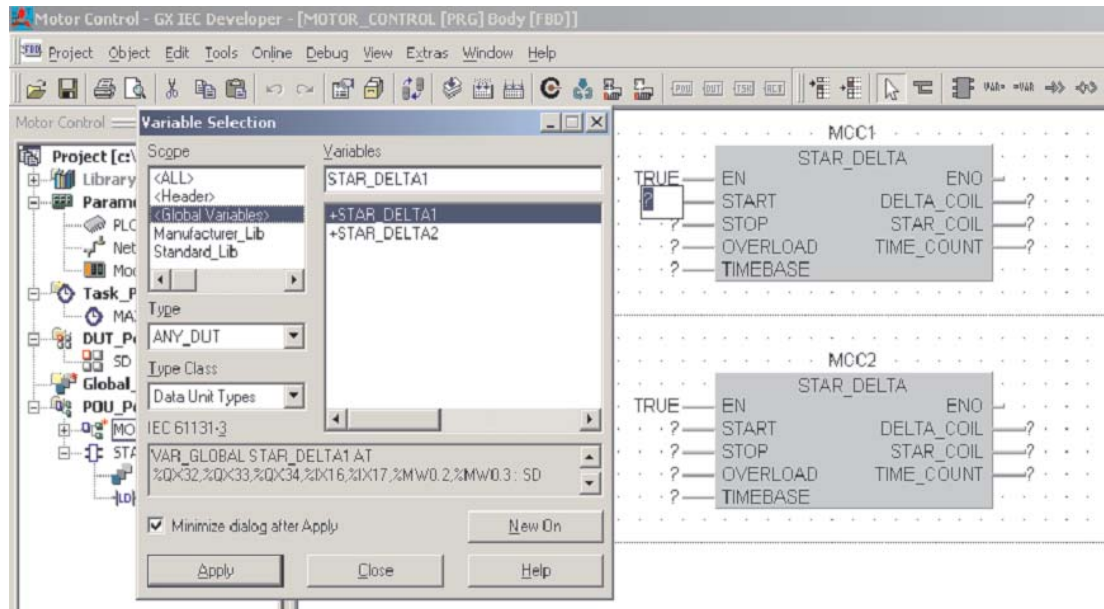 Motor Control - GX IEC Developer - [MOTOR_CONTROL [PRG] Body [FBD]]
Project Object Edit Tools Online Debug View Extras Window Help
Motor Control
Project [c:\
Library
Param
PLC
Net
Mod
Task_P
MA
DUT_P
SD
Global_
POU_P
MO
STA
LD
Variable Selection
Scope
<ALL>
<Header>
<Global Variables>
Manufacturer_Lib
Standard_Lib
Type
ANY_DUT
Type Class
Data Unit Types
Variables
STAR_DELTA1
+STAR_DELTA1
+STAR_DELTA2
IEC 61131-3
VAR_GLOBAL STAR_DELTA1 AT
%QX32,%QX33,%QX34,%IX16,%IX17,%MW0.2,%MW0.3 : SD
Minimize dialog after Apply
New On
Apply Close Help
MCC1
STAR_DELTA
TRUE EN ENO
? START DELTA_COIL ?
? STOP STAR_COIL ?
? OVERLOAD TIME_COUNT ?
? TIMEBASE
MCC2
STAR_DELTA
TRUE EN ENO
? START DELTA_COIL ?
? STOP STAR_COIL ?
? OVERLOAD TIME_COUNT ?
? TIMEBASE